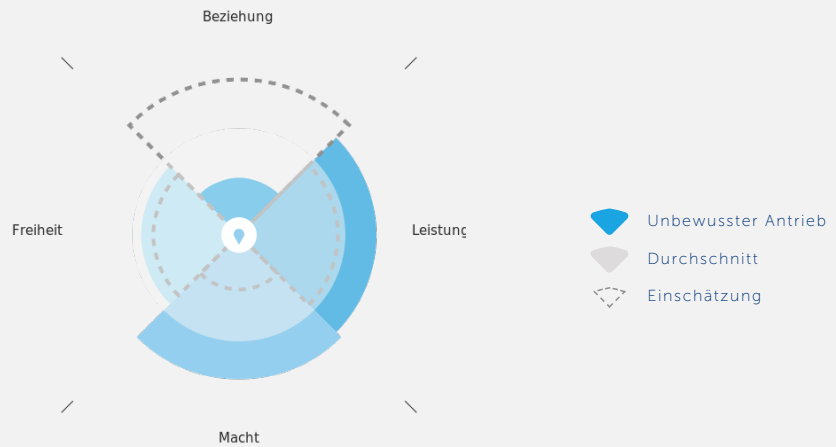 Beziehung
Freiheit
Leistung
Macht
Unbewusster Antrieb
Durchschnitt
Einschätzung